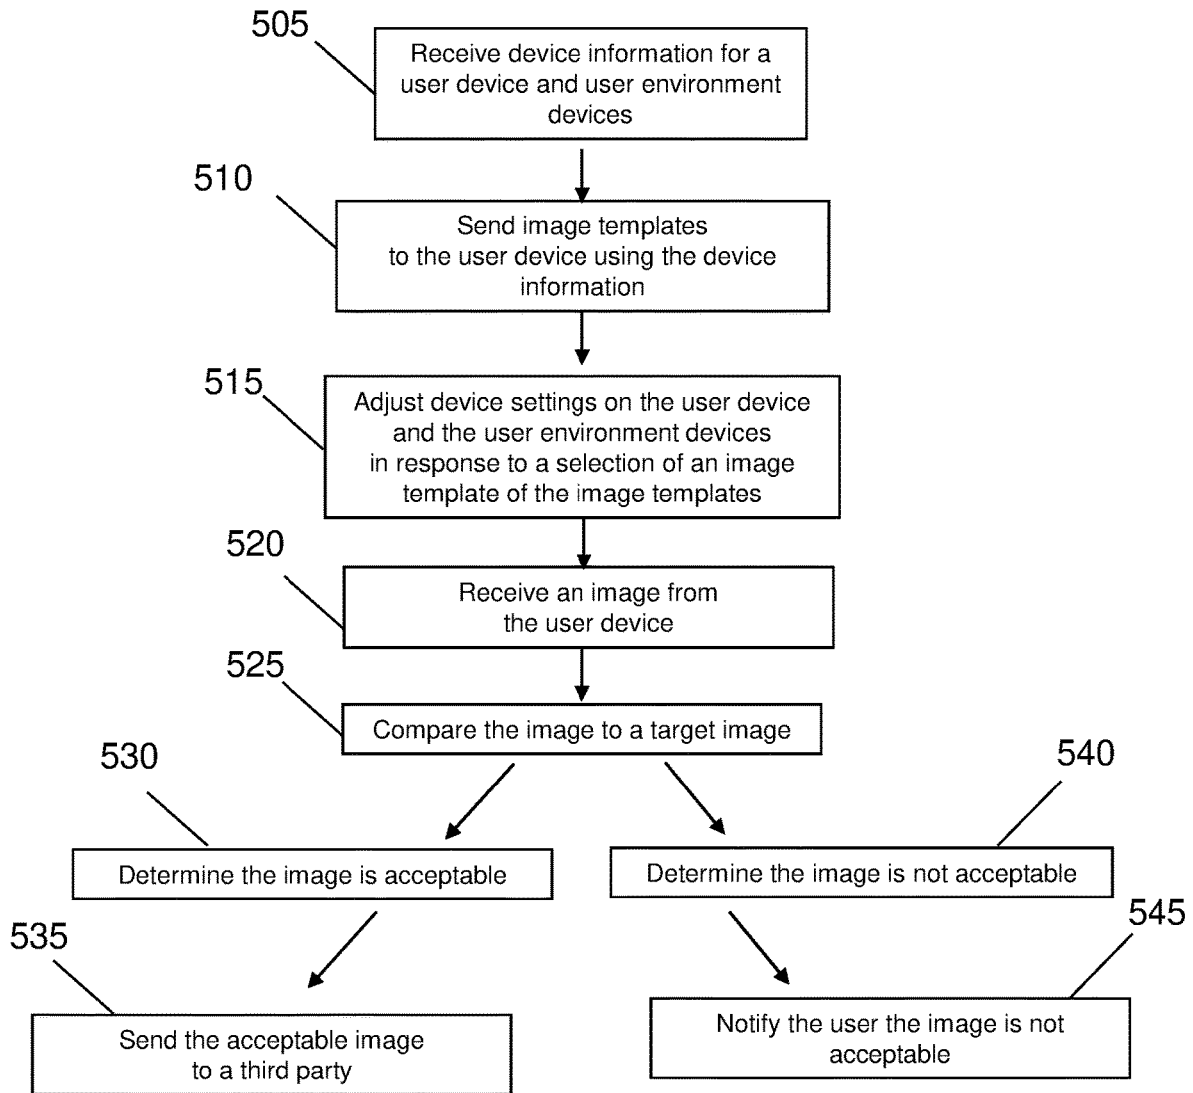 505
Receive device information for a
user device and user environment
devices
510
Send image templates
to the user device using the device
information
515
Adjust device settings on the user device
and the user environment devices
in response to a selection of an image
template of the image templates
520
Receive an image from
the user device
525
Compare the image to a target image
530
540
Determine the image is acceptable
Determine the image is not acceptable
535
545
Send the acceptable image
to a third party
Notify the user the image is not
acceptable